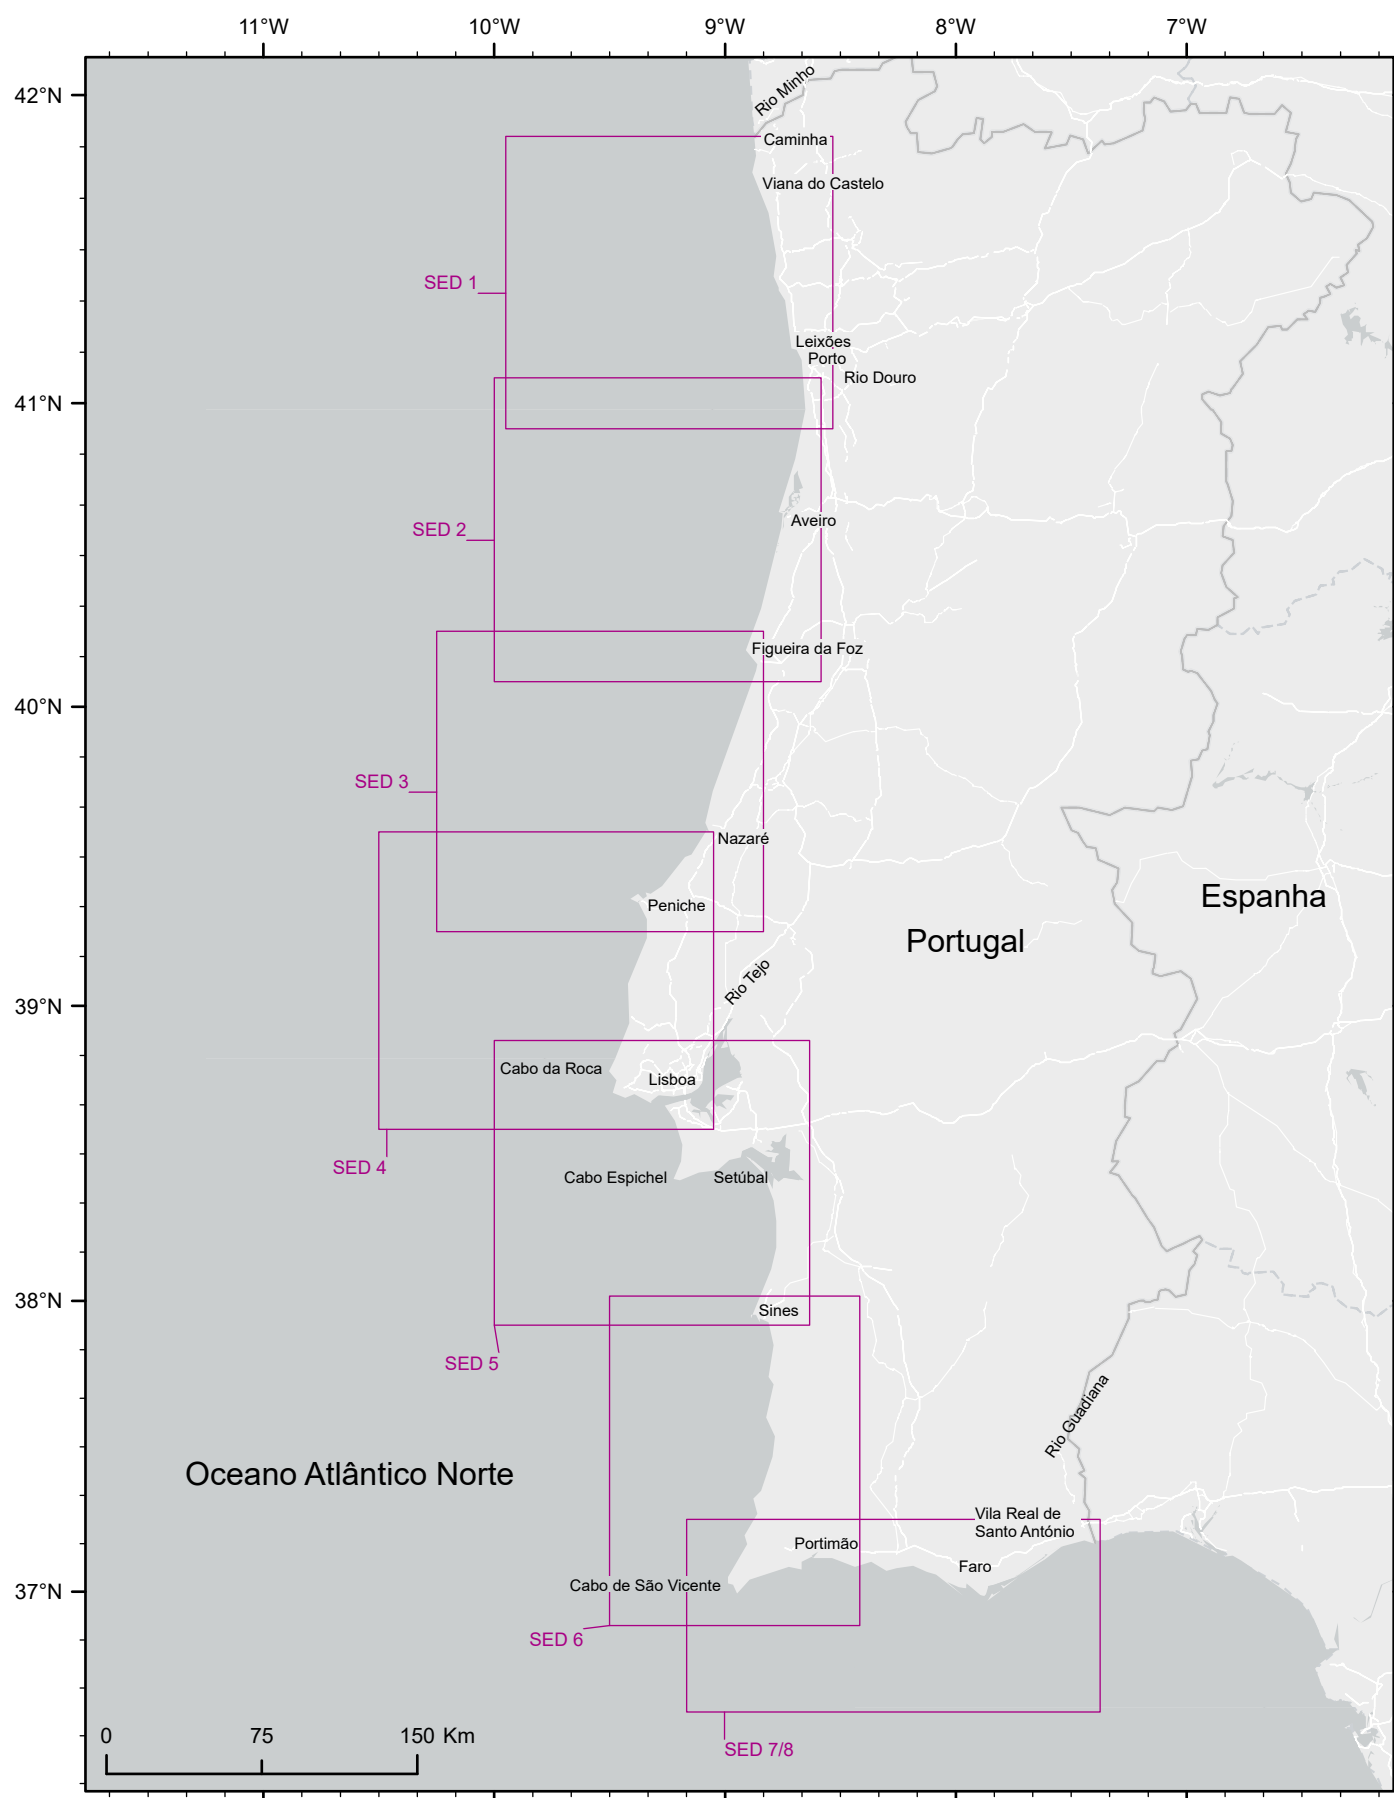 11°W
10°W
9°W
8°W
7°W
42°N
Rio Minho
Caminha
Viana do Castelo
SED 1
Leixões
Porto
Rio Douro
41°N
Aveiro
SED 2
Figueira da Foz
40°N
SED 3
Nazaré
Peniche
Espanha
Portugal
Rio Tejo
39°N
Cabo da Roca
Lisboa
SED 4
Cabo Espichel
Setúbal
38°N
Sines
SED 5
Rio Guadiana
Oceano Atlântico Norte
Vila Real de
Santo António
Portimão
Faro
37°N
Cabo de São Vicente
SED 6
0
75
150 Km
SED 7/8